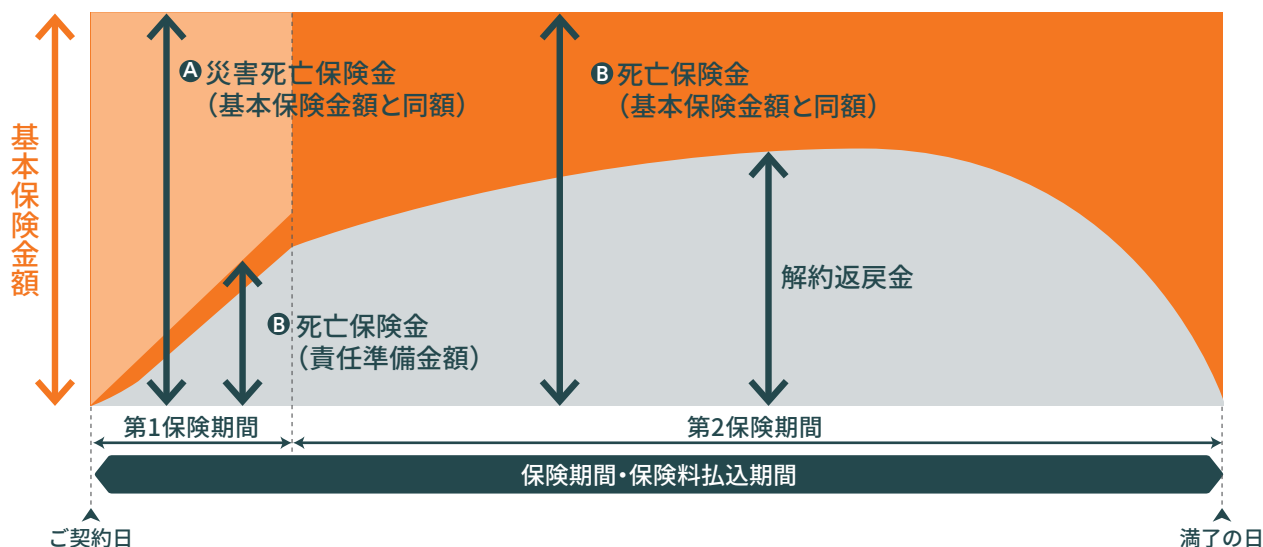 基本保険金額
A 災害死亡保険金
（基本保険金額と同額）
B 死亡保険金
（基本保険金額と同額）
解約返戻金
B 死亡保険金
（責任準備金額）
第1保険期間
第2保険期間
保険期間・保険料払込期間
ご契約日
満了の日